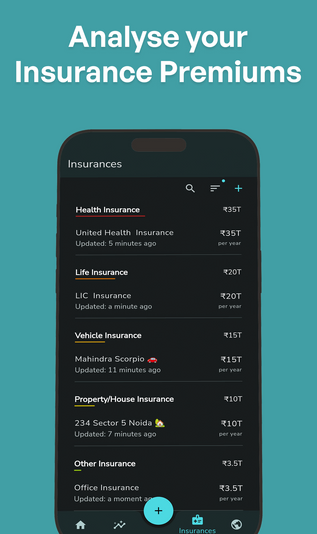 Analyse your
Insurance Premiums
Insurances
Health Insurance ₹35T
United Health Insurance ₹35T
Updated: 5 minutes ago per year
Life Insurance ₹20T
LIC Insurance ₹20T
Updated: a minute ago per year
Vehicle Insurance ₹15T
Mahindra Scorpio 🚗 ₹15T
Updated: 11 minutes ago per year
Property/House Insurance ₹10T
234 Sector 5 Noida 🏡 ₹10T
Updated: 7 minutes ago per year
Other Insurance ₹3.5T
Office Insurance ₹3.5T
Updated: a moment ago per year
Insurances